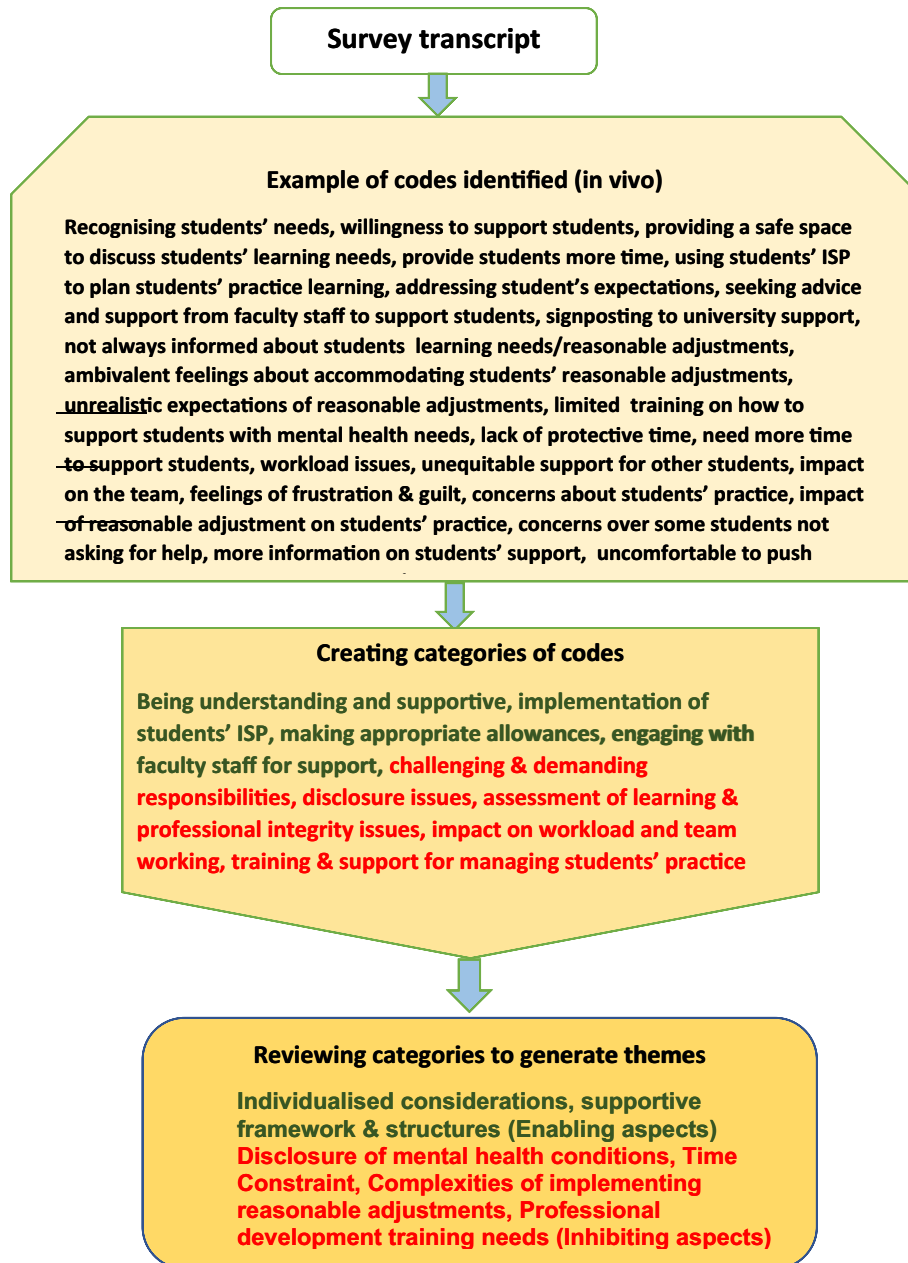 Survey transcript
Example of codes identified (in vivo)
Recognising students’ needs, willingness to support students, providing a safe space
to discuss students’ learning needs, provide students more time, using students’ ISP
to plan students’ practice learning, addressing student’s expectations, seeking advice
and support from faculty staff to support students, signposting to university support,
not always informed about students learning needs/reasonable adjustments,
ambivalent feelings about accommodating students’ reasonable adjustments,
unrealistic expectations of reasonable adjustments, limited training on how to
support students with mental health needs, lack of protective time, need more time
to support students, workload issues, unequitable support for other students, impact
on the team, feelings of frustration & guilt, concerns about students’ practice, impact
of reasonable adjustment on students’ practice, concerns over some students not
asking for help, more information on students’ support, uncomfortable to push
Creating categories of codes
Being understanding and supportive, implementation of
students’ ISP, making appropriate allowances, engaging with
faculty staff for support, challenging & demanding
responsibilities, disclosure issues, assessment of learning &
professional integrity issues, impact on workload and team
working, training & support for managing students’ practice
Reviewing categories to generate themes
Individualised considerations, supportive
framework & structures (Enabling aspects)
Disclosure of mental health conditions, Time
Constraint, Complexities of implementing
reasonable adjustments, Professional
development training needs (Inhibiting aspects)